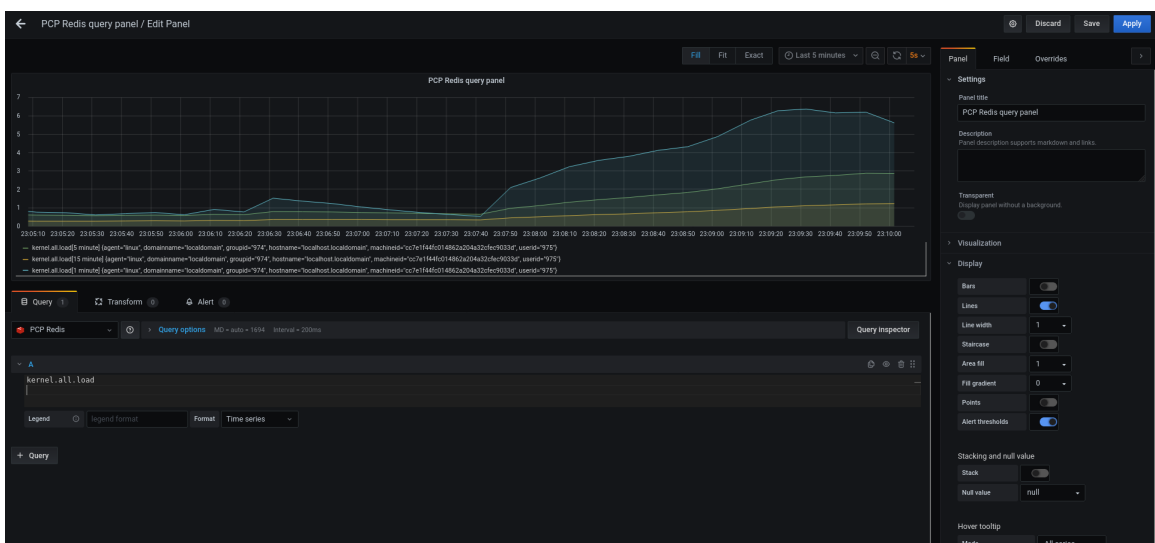 PCP Redis query panel / Edit Panel
Discard Save Apply
Fill Fit Exact Last 5 minutes 5s
Panel Field Overrides
PCP Redis query panel
7
6
5
4
3
2
1
0
23:05:10 23:05:20 23:05:30 23:05:40 23:05:50 23:06:00 23:06:10 23:06:20 23:06:30 23:06:40 23:06:50 23:07:00 23:07:10 23:07:20 23:07:30 23:07:40 23:07:50 23:08:00 23:08:10 23:08:20 23:08:30 23:08:40 23:08:50 23:09:00 23:09:10 23:09:20 23:09:30 23:09:40 23:09:50 23:10:00
kernel.all.load[5 minute] {agent="linux", domainname="localdomain", groupid="974", hostname="localhost.localdomain", machineid="cc7e1f44fc014862a204a32cfec9033d", userid="975"}
kernel.all.load[15 minute] {agent="linux", domainname="localdomain", groupid="974", hostname="localhost.localdomain", machineid="cc7e1f44fc014862a204a32cfec9033d", userid="975"}
kernel.all.load[1 minute] {agent="linux", domainname="localdomain", groupid="974", hostname="localhost.localdomain", machineid="cc7e1f44fc014862a204a32cfec9033d", userid="975"}
Query 1 Transform 0 Alert 0
PCP Redis Query options MD = auto = 1694 Interval = 200ms Query inspector
A
kernel.all.load
Legend legend format Format Time series
+ Query
Settings
Panel title
PCP Redis query panel
Description
Panel description supports markdown and links.
Transparent
Display panel without a background.
Visualization
Display
Bars
Lines
Line width 1
Staircase
Area fill 1
Fill gradient 0
Points
Alert thresholds
Stacking and null value
Stack
Null value null
Hover tooltip
Mode All series